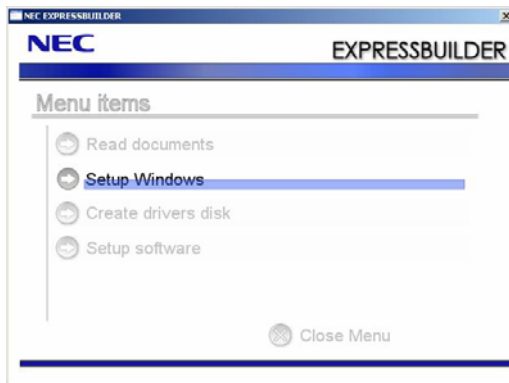 NEC EXPRESSBUILDER
NEC
EXPRESSBUILDER
Menu items
Read documents
Setup Windows
Create drivers disk
Setup software
Close Menu